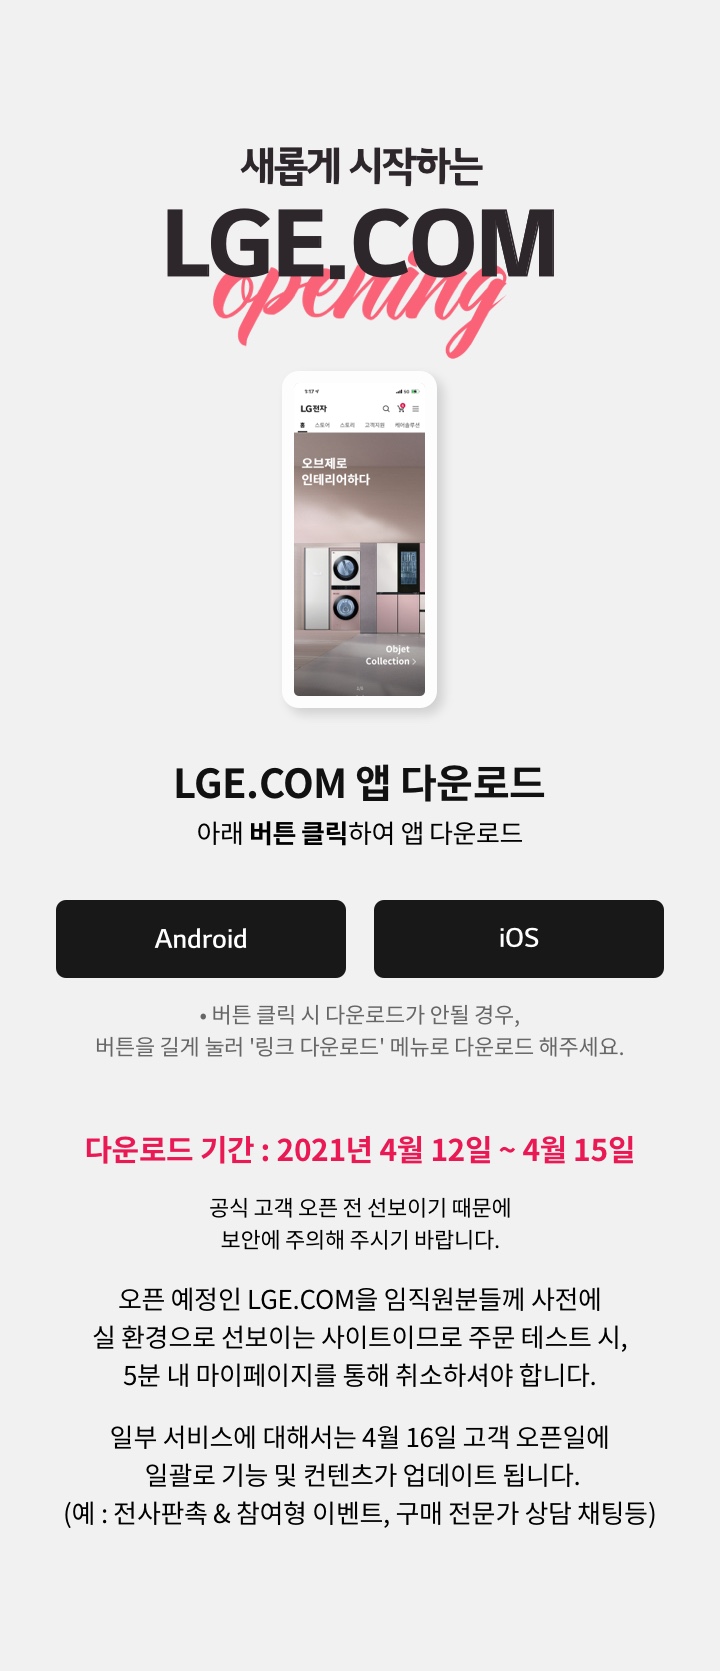 새롭게 시작하는
LGE.COM
opening
1:17
5G
LG전자
홈 스토어 스토리 고객지원 케어솔루션
오브제로
인테리어하다
Objet
Collection >
LGE.COM 앱 다운로드
아래 버튼 클릭하여 앱 다운로드
Android
iOS
• 버튼 클릭 시 다운로드가 안될 경우,
버튼을 길게 눌러 '링크 다운로드' 메뉴로 다운로드 해주세요.
다운로드 기간 : 2021년 4월 12일 ~ 4월 15일
공식 고객 오픈 전 선보이기 때문에
보안에 주의해 주시기 바랍니다.
오픈 예정인 LGE.COM을 임직원분들께 사전에
실 환경으로 선보이는 사이트이므로 주문 테스트 시,
5분 내 마이페이지를 통해 취소하셔야 합니다.
일부 서비스에 대해서는 4월 16일 고객 오픈일에
일괄로 기능 및 컨텐츠가 업데이트 됩니다.
(예 : 전사판촉 & 참여형 이벤트, 구매 전문가 상담 채팅등)